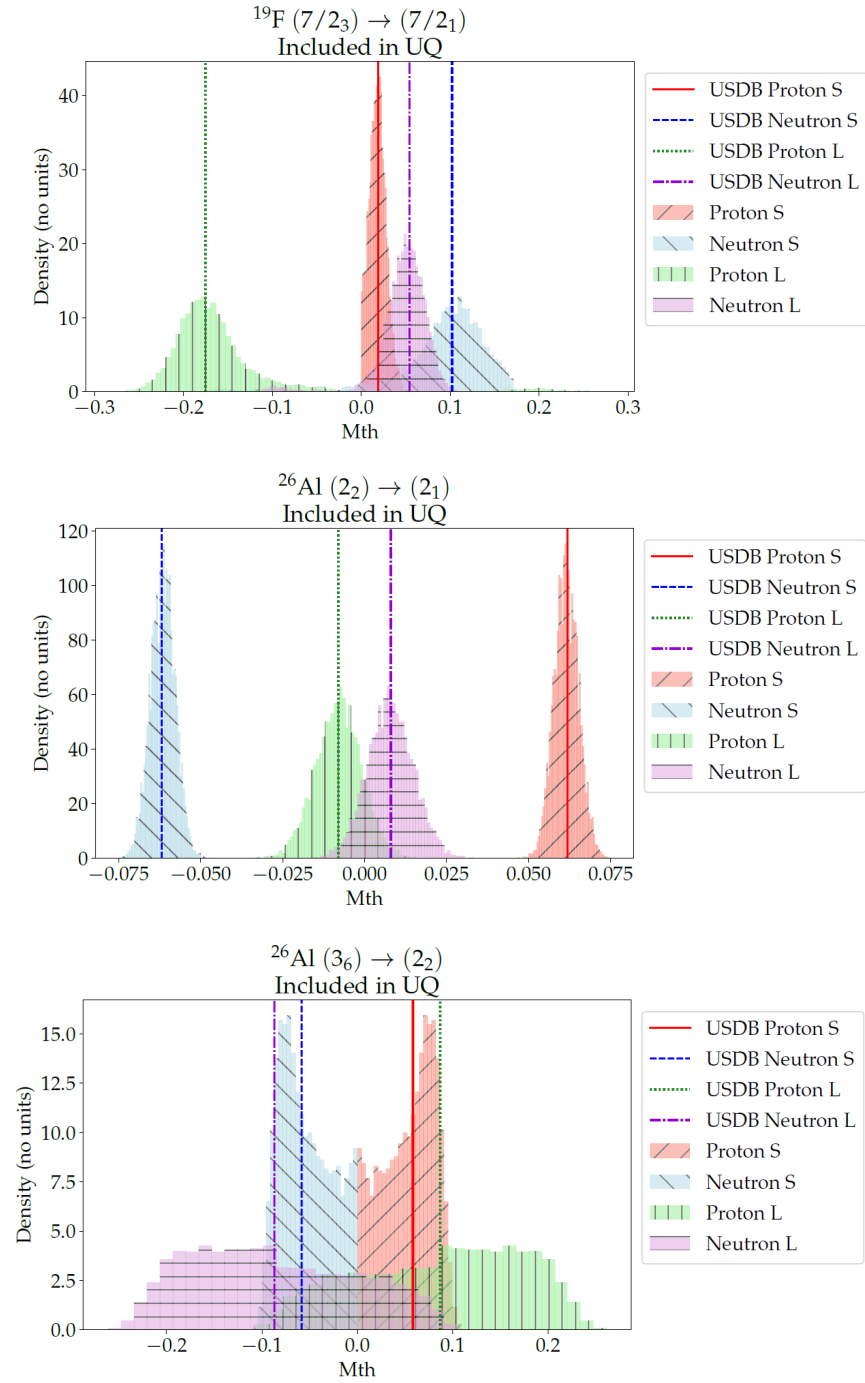 ¹⁹F (7/2₃) → (7/2₁)
Included in UQ
Density (no units)
40
30
20
10
0
−0.3 −0.2 −0.1 0.0 0.1 0.2 0.3
Mth
USDB Proton S
USDB Neutron S
USDB Proton L
USDB Neutron L
Proton S
Neutron S
Proton L
Neutron L
²⁶Al (2₂) → (2₁)
Included in UQ
Density (no units)
120
100
80
60
40
20
0
−0.075 −0.050 −0.025 0.000 0.025 0.050 0.075
Mth
USDB Proton S
USDB Neutron S
USDB Proton L
USDB Neutron L
Proton S
Neutron S
Proton L
Neutron L
²⁶Al (3₆) → (2₂)
Included in UQ
Density (no units)
15.0
12.5
10.0
7.5
5.0
2.5
0.0
−0.2 −0.1 0.0 0.1 0.2
Mth
USDB Proton S
USDB Neutron S
USDB Proton L
USDB Neutron L
Proton S
Neutron S
Proton L
Neutron L